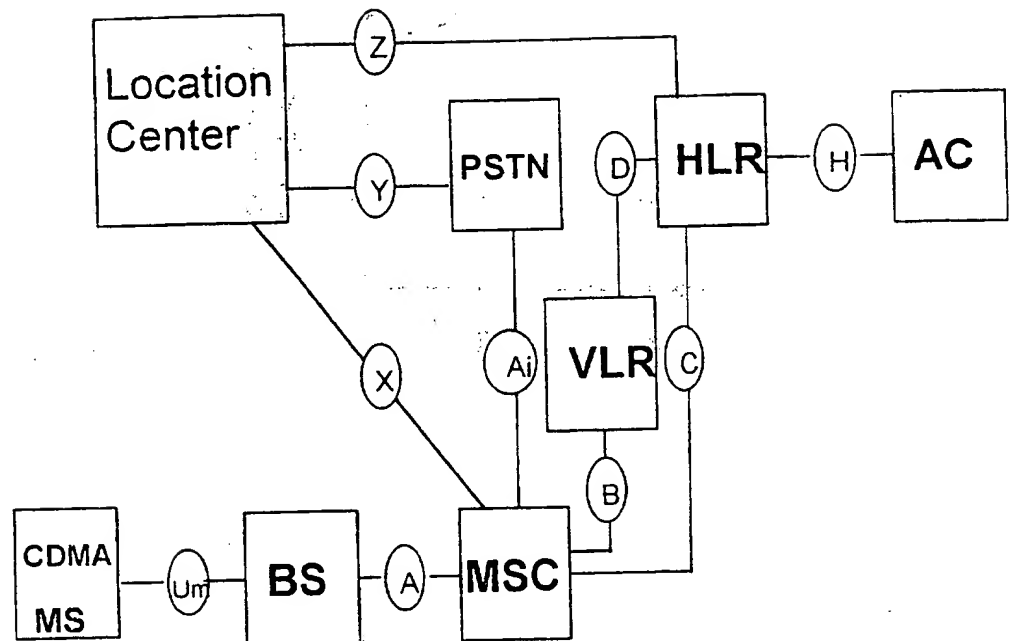 Z
Location
Center
PSTN
D
HLR
H
AC
Y
VLR
C
Ai
X
B
CDMA
MS
Um
BS
A
MSC